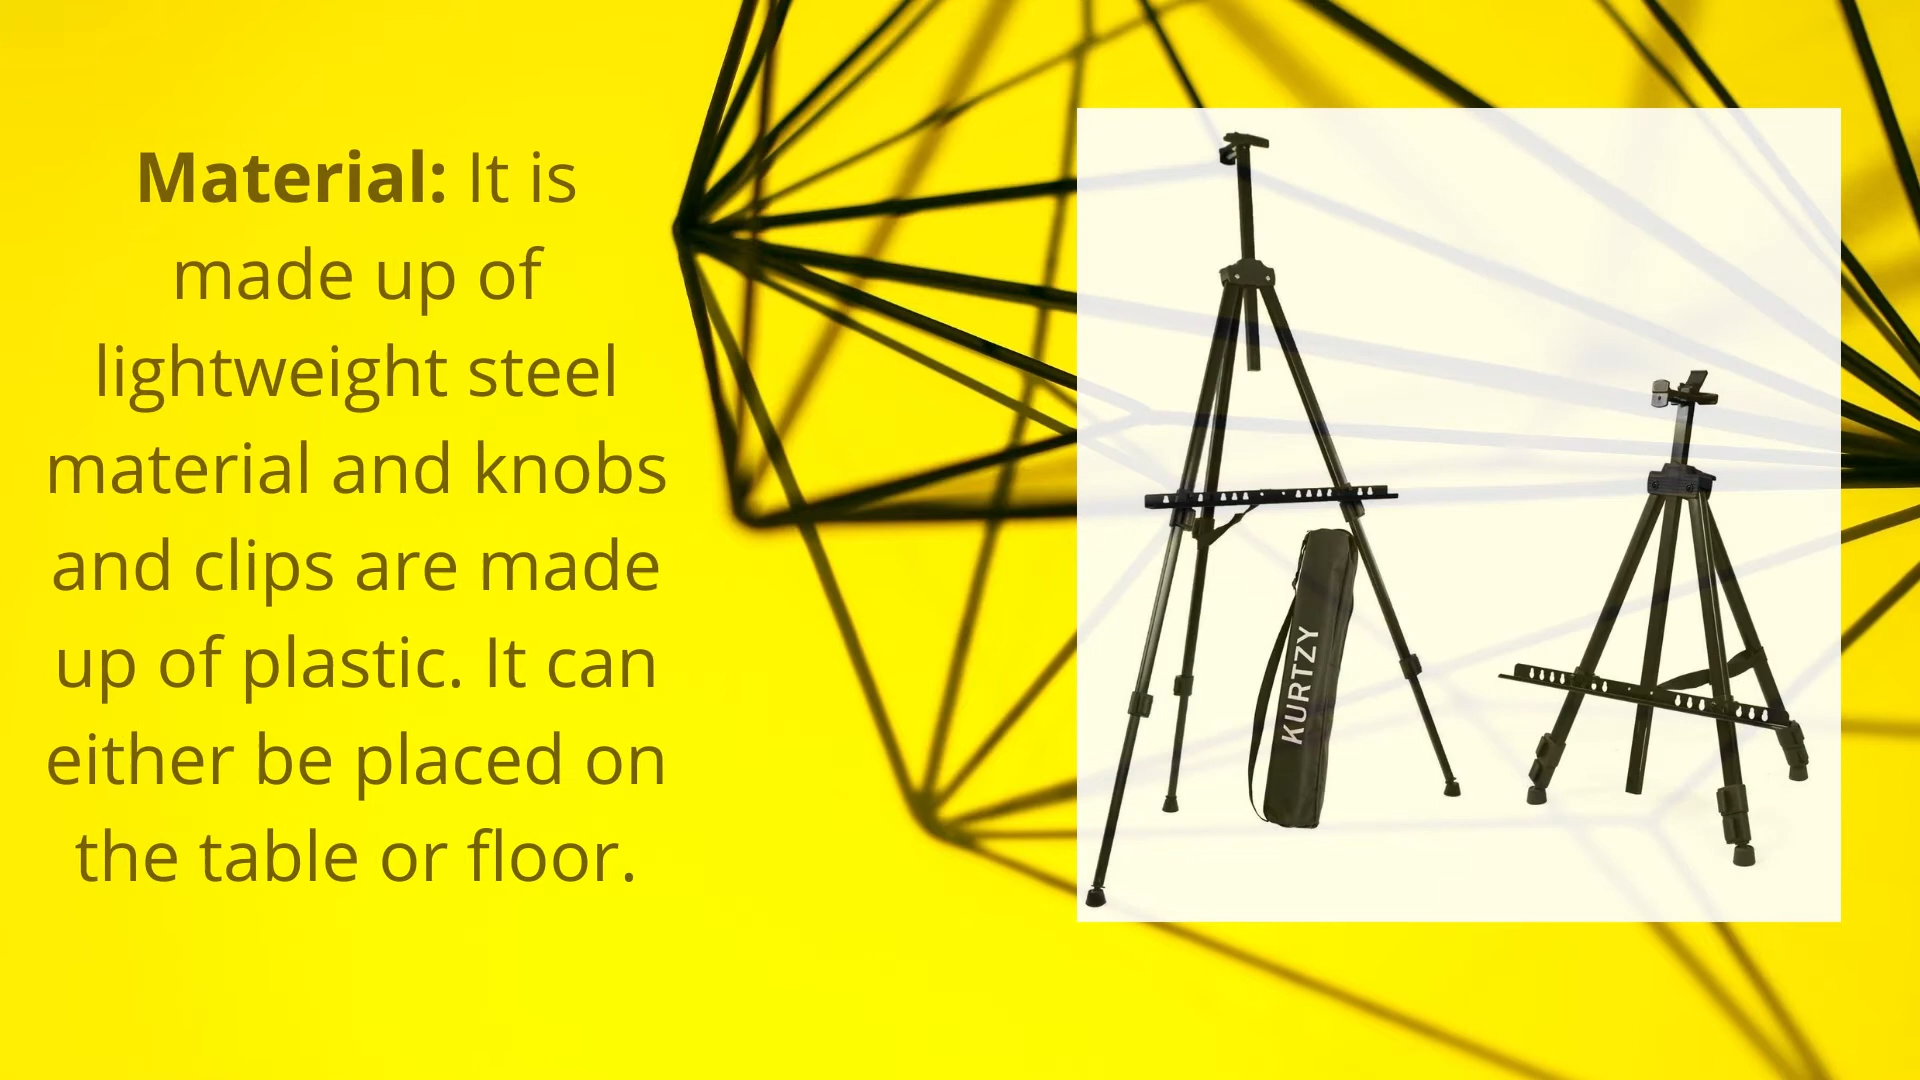 Material: It is
made up of
lightweight steel
material and knobs
and clips are made
up of plastic. It can
either be placed on
the table or floor.
KURTZY